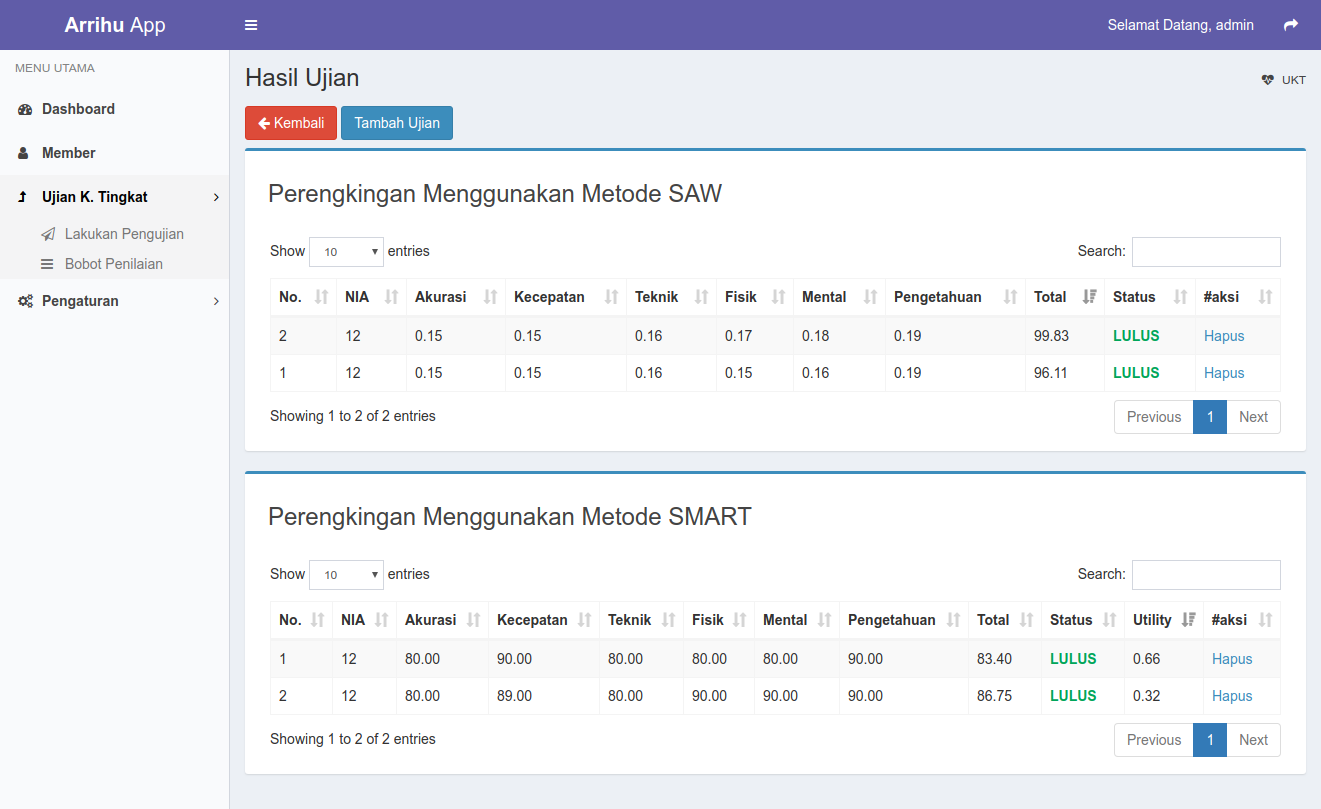 Arrihu App
Selamat Datang, admin
MENU UTAMA
Dashboard
Member
Ujian K. Tingkat
Lakukan Pengujian
Bobot Penilaian
Pengaturan
Hasil Ujian
UKT
Kembali Tambah Ujian
Perengkingan Menggunakan Metode SAW
Show 10 entries Search:
No. NIA Akurasi Kecepatan Teknik Fisik Mental Pengetahuan Total Status #aksi
2 12 0.15 0.15 0.16 0.17 0.18 0.19 99.83 LULUS Hapus
1 12 0.15 0.15 0.16 0.15 0.16 0.19 96.11 LULUS Hapus
Showing 1 to 2 of 2 entries Previous 1 Next
Perengkingan Menggunakan Metode SMART
Show 10 entries Search:
No. NIA Akurasi Kecepatan Teknik Fisik Mental Pengetahuan Total Status Utility #aksi
1 12 80.00 90.00 80.00 80.00 80.00 90.00 83.40 LULUS 0.66 Hapus
2 12 80.00 89.00 80.00 90.00 90.00 90.00 86.75 LULUS 0.32 Hapus
Showing 1 to 2 of 2 entries Previous 1 Next